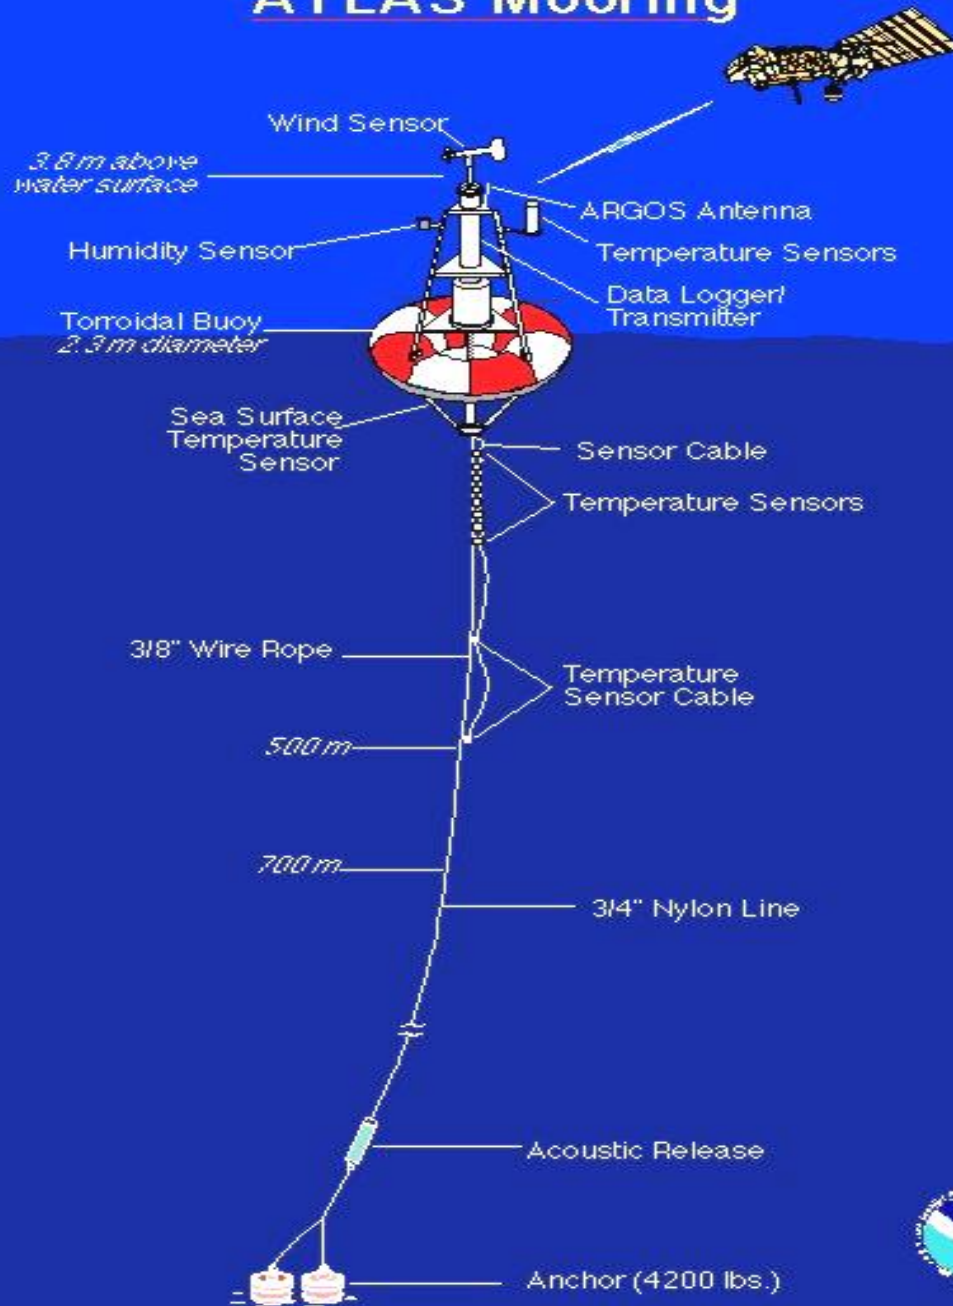 ATLAS Mooring
Wind Sensor
3.8 m above
water surface
ARGOS Antenna
Humidity Sensor
Temperature Sensors
Data Logger/
Transmitter
Torroidal Buoy
2.3 m diameter
Sea Surface
Temperature
Sensor
Sensor Cable
Temperature Sensors
3/8" Wire Rope
Temperature
Sensor Cable
500 m
700 m
3/4" Nylon Line
Acoustic Release
Anchor (4200 lbs.)